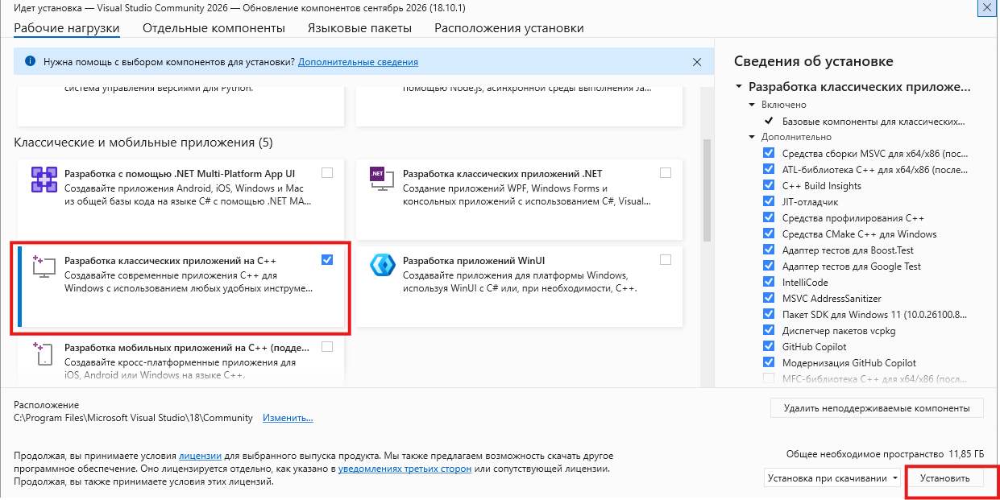 Идет установка — Visual Studio Community 2026 — Обновление компонентов сентябрь 2026 (18.10.1)
Рабочие нагрузки
Отдельные компоненты
Языковые пакеты
Расположения установки
Нужна помощь с выбором компонентов для установки? Дополнительные сведения
система управления версиями для Python.
помощью Node.js, асинхронной среды выполнения Ja...
Классические и мобильные приложения (5)
Разработка с помощью .NET Multi-Platform App UI
Создавайте приложения Android, iOS, Windows и Mac
из общей базы кода на языке C# с помощью .NET MA...
.NET
Разработка классических приложений .NET
Создание приложений WPF, Windows Forms и
консольных приложений с использованием C#, Visual...
Разработка классических приложений на C++
Создавайте современные приложения C++ для
Windows с использованием любых удобных инструме...
Разработка приложений WinUI
Создавайте приложения для платформы Windows,
используя WinUI с C# или, при необходимости, C++.
Разработка мобильных приложений на C++ (подде...
Создавайте кросс-платформенные приложения для
iOS, Android или Windows на языке C++.
Сведения об установке
Разработка классических приложе...
Включено
Базовые компоненты для классических...
Дополнительно
Средства сборки MSVC для x64/x86 (пос...
ATL-библиотека C++ для x64/x86 (после...
C++ Build Insights
JIT-отладчик
Средства профилирования C++
Средства CMake C++ для Windows
Адаптер тестов для Boost.Test
Адаптер тестов для Google Test
IntelliCode
MSVC AddressSanitizer
Пакет SDK для Windows 11 (10.0.26100.8...
Диспетчер пакетов vcpkg
GitHub Copilot
Модернизация GitHub Copilot
MFC-библиотека C++ для x64/x86 (посл...
Расположение
C:\Program Files\Microsoft Visual Studio\18\Community Изменить...
Удалить неподдерживаемые компоненты
Продолжая, вы принимаете условия лицензии для выбранного выпуска продукта. Мы также предлагаем возможность скачать другое
программное обеспечение. Оно лицензируется отдельно, как указано в уведомлениях третьих сторон или сопутствующей лицензии.
Продолжая, вы также принимаете условия этих лицензий.
Общее необходимое пространство 11,85 ГБ
Установка при скачивании
Установить